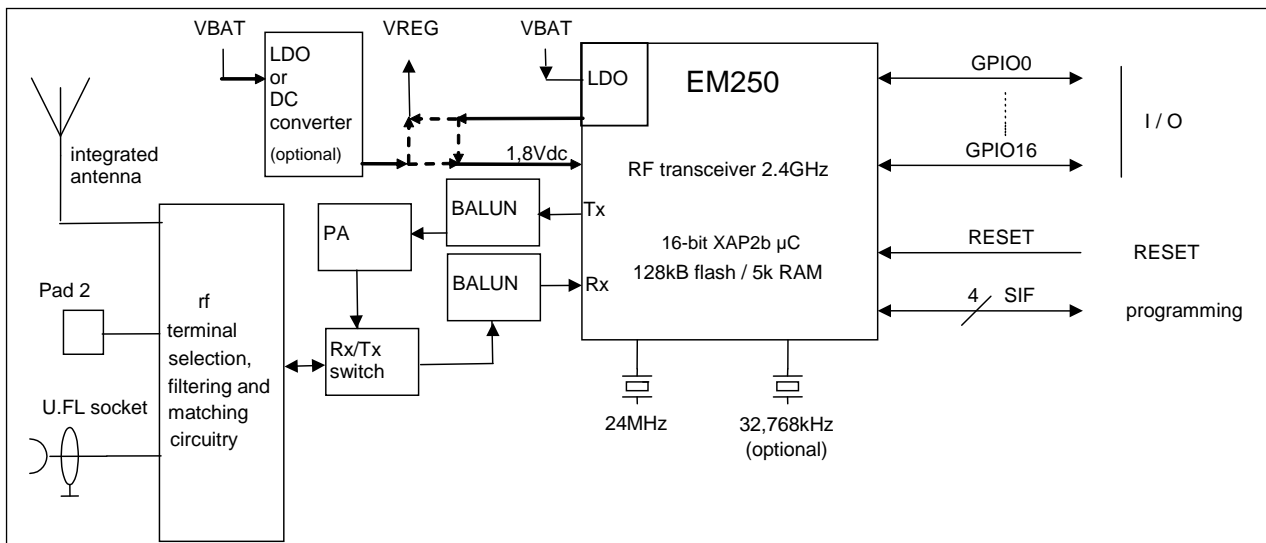 VBAT
VREG
VBAT
LDO
or
DC
converter
(optional)
LDO
EM250
GPIO0
I / O
GPIO16
integrated
antenna
1,8Vdc
RF transceiver 2.4GHz
BALUN
Tx
PA
16-bit XAP2b µC
128kB flash / 5k RAM
RESET
RESET
BALUN
Rx
4
SIF
programming
Pad 2
rf
terminal
selection,
filtering and
matching
circuitry
Rx/Tx
switch
U.FL socket
24MHz
32,768kHz
(optional)